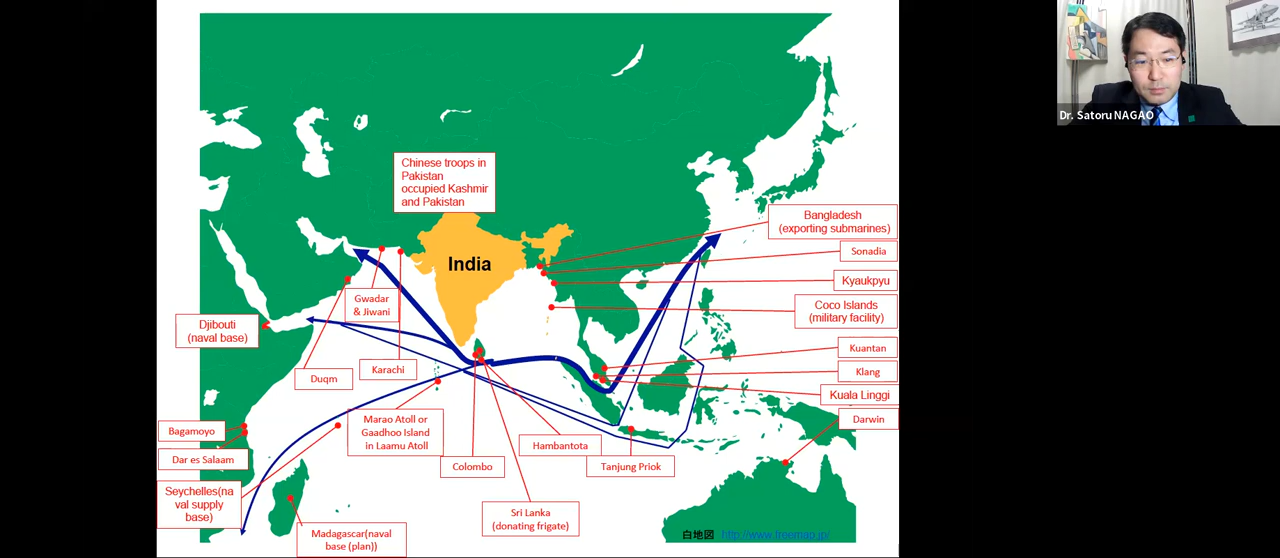 Dr. Satoru NAGAO
Chinese troops in
Pakistan
occupied Kashmir
and Pakistan
India
Bangladesh
(exporting submarines)
Sonadia
Kyaukpyu
Coco Islands
(military facility)
Kuantan
Klang
Kuala Linggi
Darwin
Gwadar
& Jiwani
Djibouti
(naval base)
Karachi
Duqm
Marao Atoll or
Gaadhoo Island
in Laamu Atoll
Bagamoyo
Dar es Salaam
Hambantota
Colombo
Tanjung Priok
Seychelles(na
val supply
base)
Sri Lanka
(donating frigate)
Madagascar(naval
base (plan))
白地図 http://www.freemap.jp/